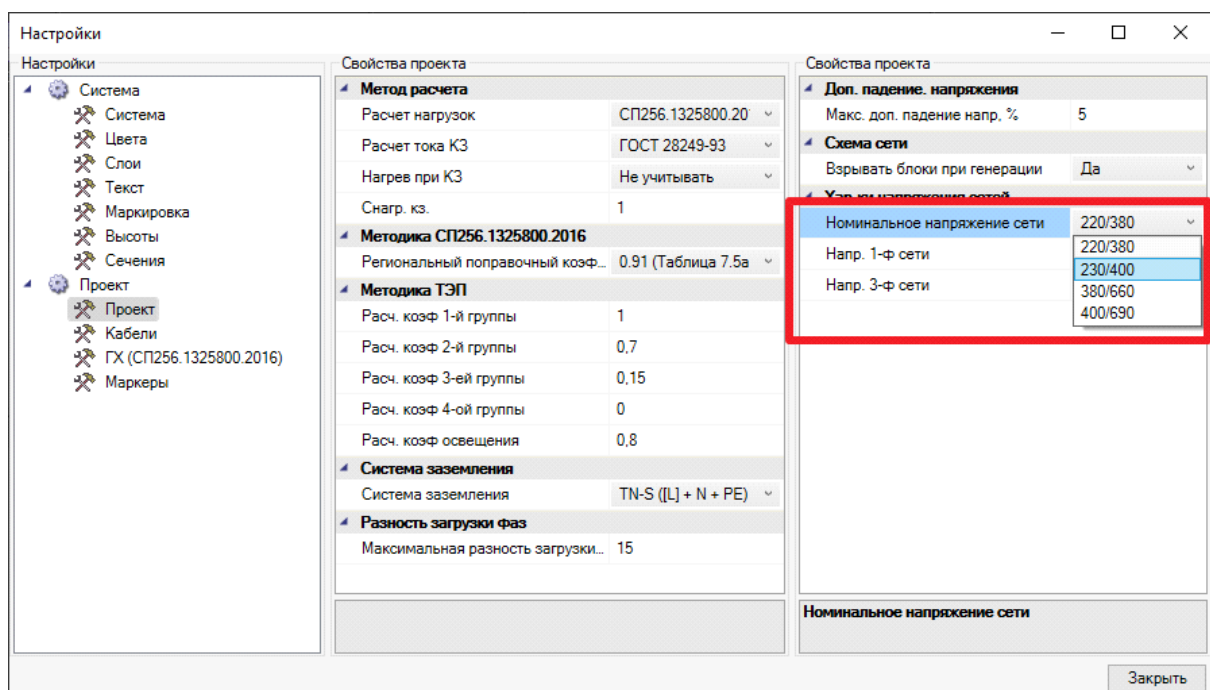 Настройки
Настройки
Система
Система
Цвета
Слои
Текст
Маркировка
Высоты
Сечения
Проект
Проект
Кабели
ГХ (СП256.1325800.2016)
Маркеры
Свойства проекта
Метод расчета
Расчет нагрузок СП256.1325800.20
Расчет тока КЗ ГОСТ 28249-93
Нагрев при КЗ Не учитывать
Cнагр. кз. 1
Методика СП256.1325800.2016
Региональный поправочный коэф... 0.91 (Таблица 7.5а
Методика ТЭП
Расч. коэф 1-й группы 1
Расч. коэф 2-й группы 0,7
Расч. коэф 3-ей группы 0,15
Расч. коэф 4-ой группы 0
Расч. коэф освещения 0,8
Система заземления
Система заземления TN-S ([L] + N + PE)
Разность загрузки фаз
Максимальная разность загрузки... 15
Свойства проекта
Доп. падение. напряжения
Макс. доп. падение напр, % 5
Схема сети
Взрывать блоки при генерации Да
Хар-ки напряжения сетей
Номинальное напряжение сети 220/380
220/380
Напр. 1-ф сети
230/400
Напр. 3-ф сети
380/660
400/690
Номинальное напряжение сети
Закрыть